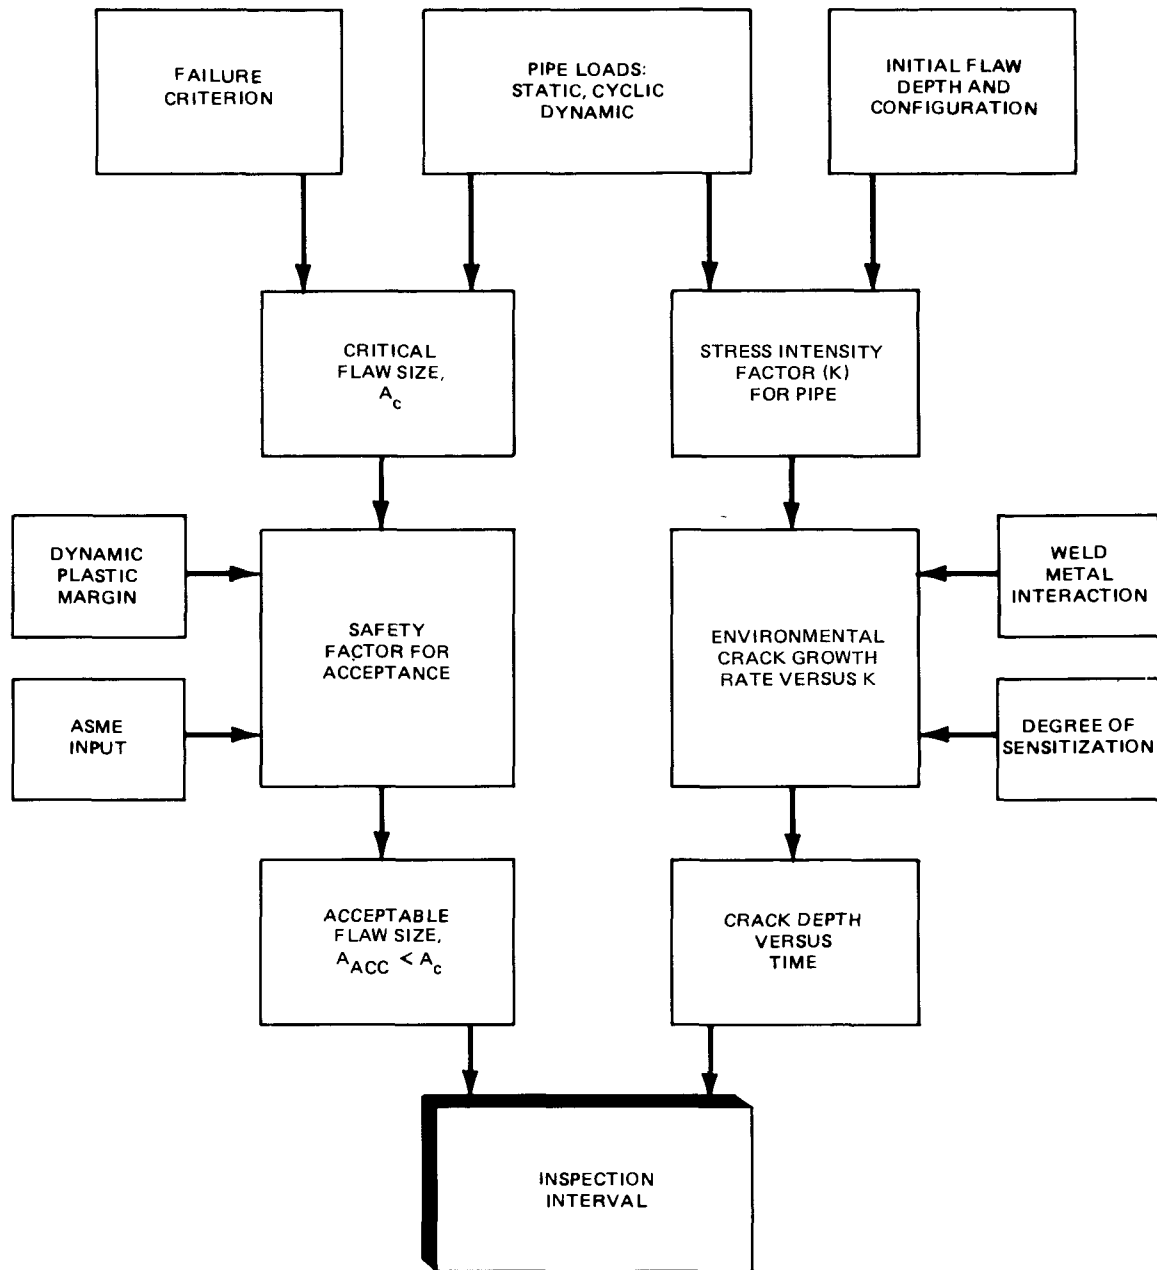 FAILURE
CRITERION
PIPE LOADS:
STATIC, CYCLIC
DYNAMIC
INITIAL FLAW
DEPTH AND
CONFIGURATION
CRITICAL
FLAW SIZE,
A_c
STRESS INTENSITY
FACTOR (K)
FOR PIPE
DYNAMIC
PLASTIC
MARGIN
ASME
INPUT
SAFETY
FACTOR FOR
ACCEPTANCE
ENVIRONMENTAL
CRACK GROWTH
RATE VERSUS K
WELD
METAL
INTERACTION
DEGREE OF
SENSITIZATION
ACCEPTABLE
FLAW SIZE,
A_ACC < A_c
CRACK DEPTH
VERSUS
TIME
INSPECTION
INTERVAL